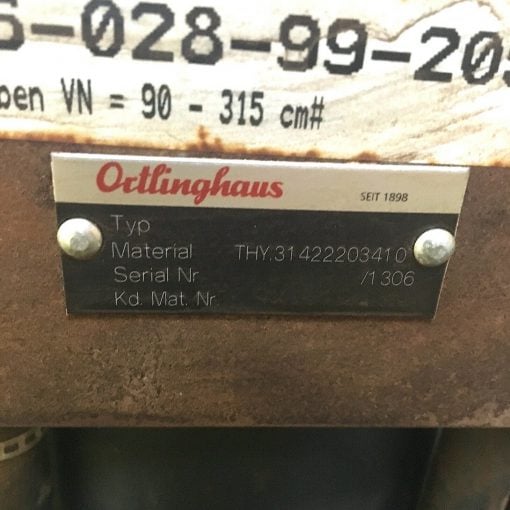 -028-99-20
pen VN = 90 - 315 cm#
Ortlinghaus
SEIT 1898
Typ
Material THY.31422203410
Serial Nr /1306
Kd. Mat. Nr.